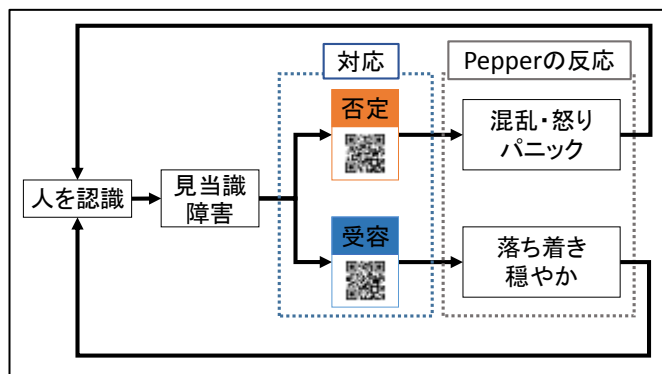 対応
Pepperの反応
否定
混乱・怒り
パニック
人を認識
見当識
障害
受容
落ち着き
穏やか